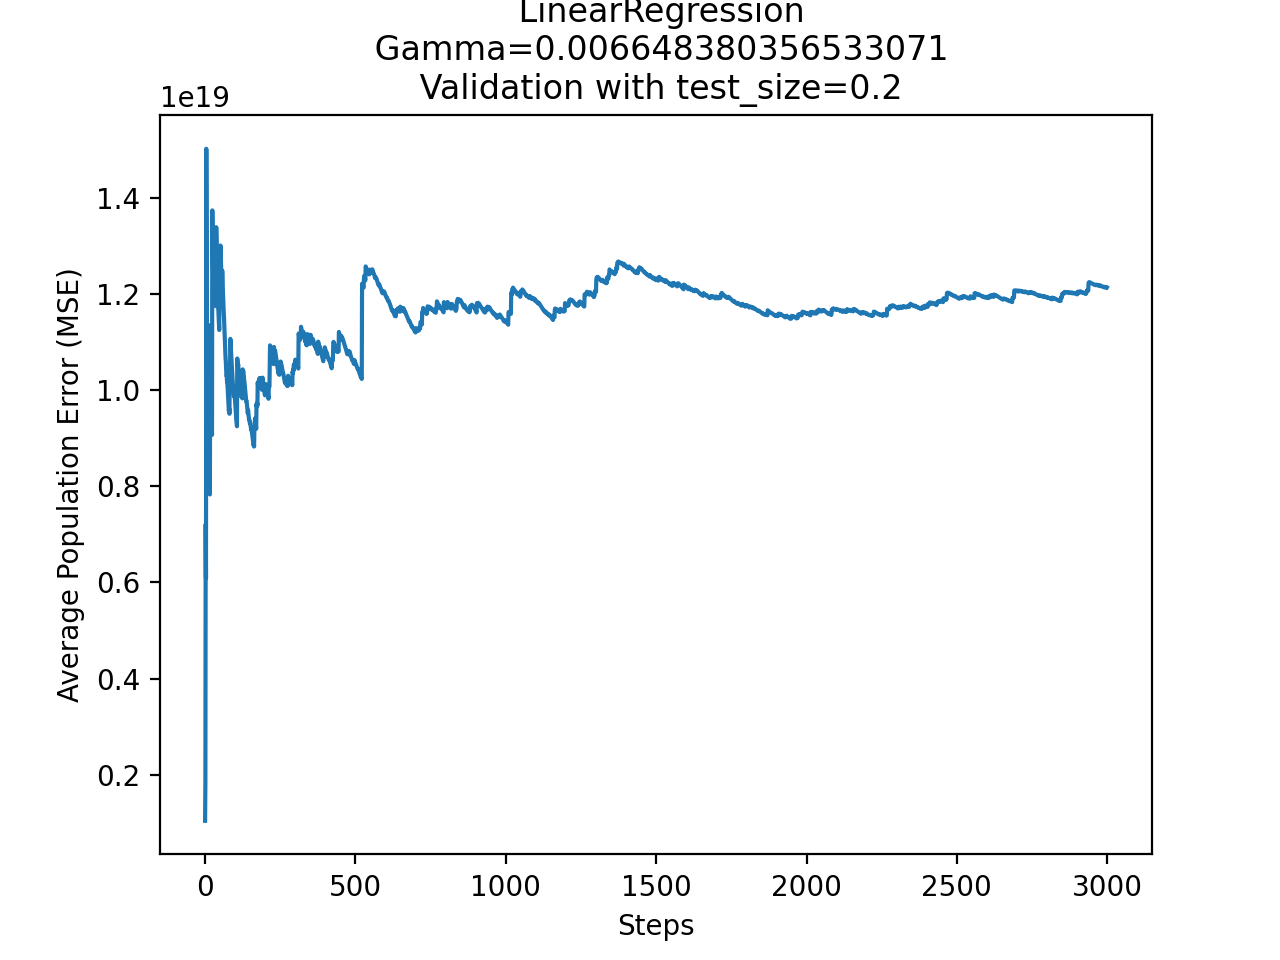 LinearRegression
Gamma=0.006648380356533071
Validation with test_size=0.2
1e19
1.4
1.2
1.0
0.8
0.6
0.4
0.2
Average Population Error (MSE)
0 500 1000 1500 2000 2500 3000
Steps